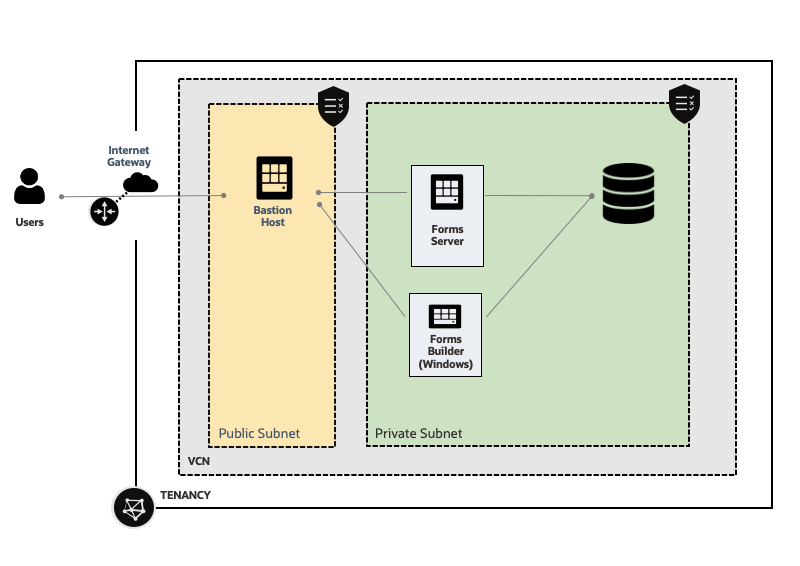 Internet
Gateway
Users
Bastion
Host
Forms
Server
Forms
Builder
(Windows)
Public Subnet
Private Subnet
VCN
TENANCY